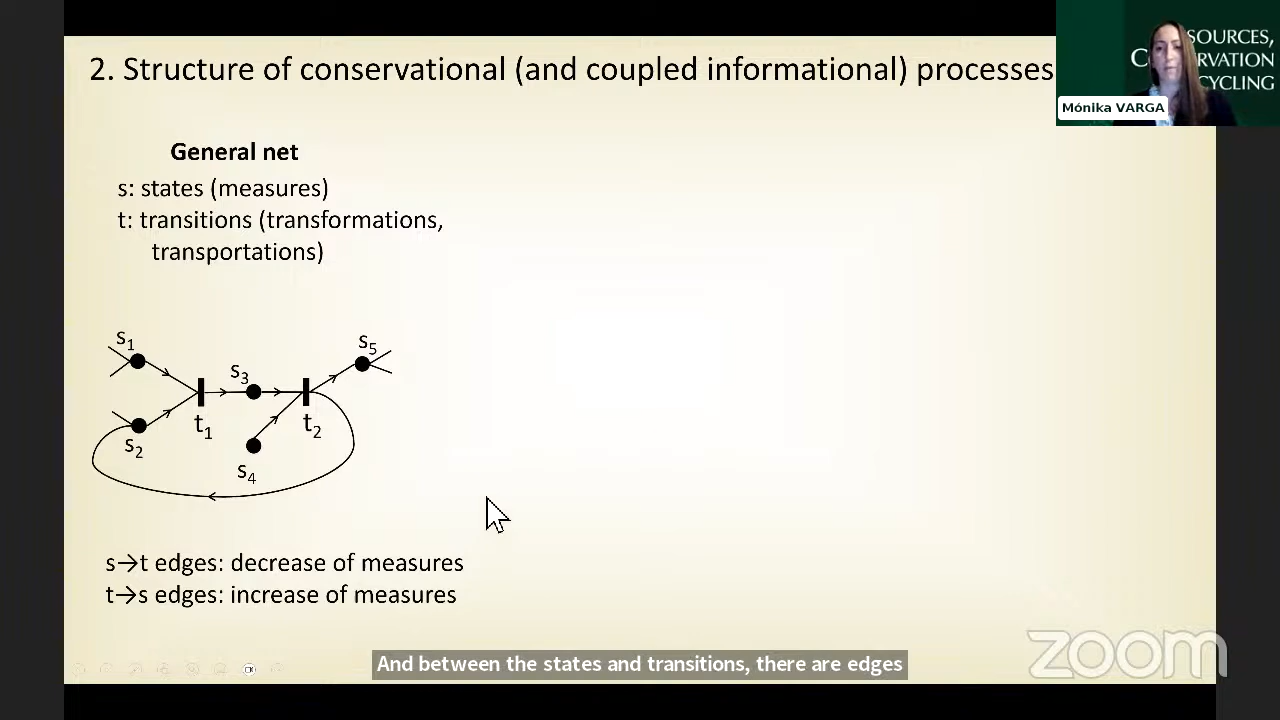 2. Structure of conservational (and coupled informational) processes
SOURCES,
RVATION
CYCLING
Mónika VARGA
General net
s: states (measures)
t: transitions (transformations,
transportations)
s1
s5
s3
t1
t2
s2
s4
s→t edges: decrease of measures
t→s edges: increase of measures
And between the states and transitions, there are edges
zoom